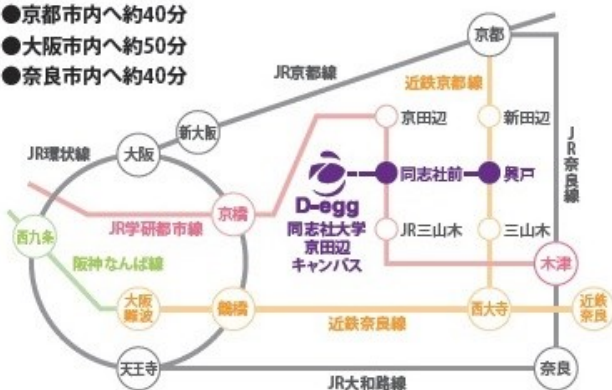 ●京都市内へ約40分
●大阪市内へ約50分
●奈良市内へ約40分
京都
JR京都線
近鉄京都線
新大阪
京田辺
新田辺
JR環状線
大阪
JR奈良線
D-egg
同志社前
興戸
同志社大学
京田辺
キャンパス
京橋
JR学研都市線
JR三山木
三山木
西九条
阪神なんば線
木津
大阪
難波
鶴橋
近鉄奈良線
西大寺
近鉄
奈良
天王寺
JR大和路線
奈良